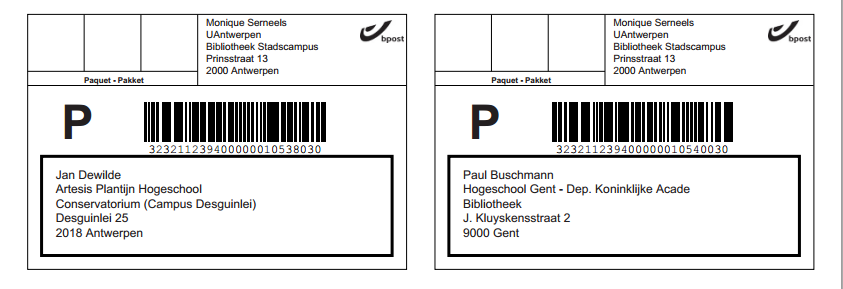 Monique Serneels
UAntwerpen
Bibliotheek Stadscampus
Prinsstraat 13
2000 Antwerpen
bpost
Paquet - Pakket
P
323211239400000010538030
Jan Dewilde
Artesis Plantijn Hogeschool
Conservatorium (Campus Desguinlei)
Desguinlei 25
2018 Antwerpen
Monique Serneels
UAntwerpen
Bibliotheek Stadscampus
Prinsstraat 13
2000 Antwerpen
bpost
Paquet - Pakket
P
323211239400000010540030
Paul Buschmann
Hogeschool Gent - Dep. Koninklijke Acade
Bibliotheek
J. Kluyskensstraat 2
9000 Gent